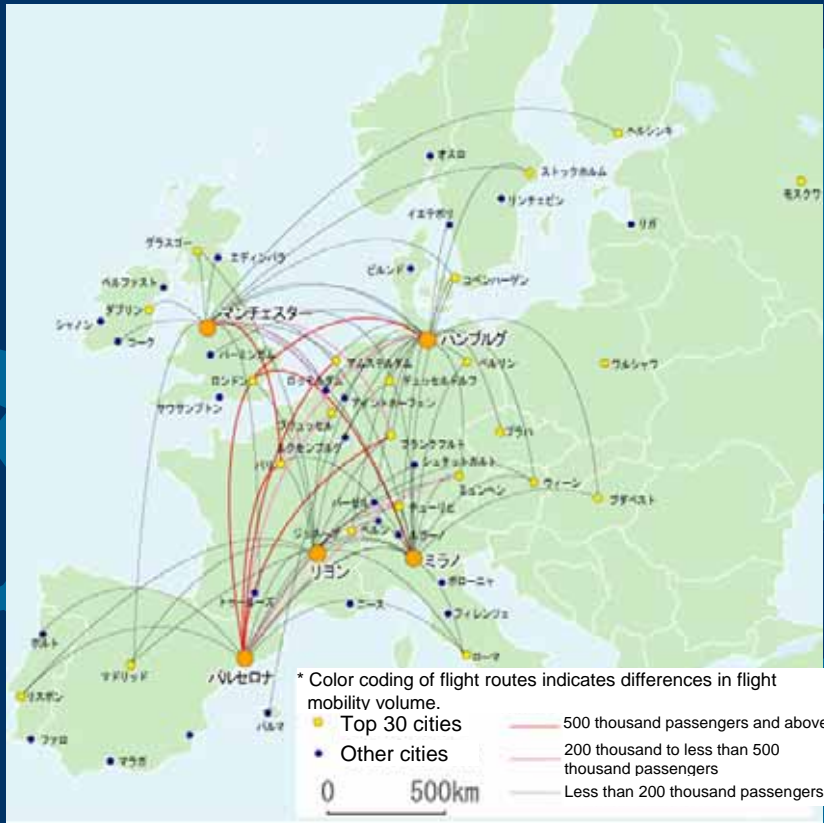 ヘルシンキ
オスロ
ストックホルム
モスクワ
リンチェピン
イエテボリ
リガ
グラスゴー
エディンバラ
ビルンド
コペンハーゲン
ベルファスト
ダブリン
マンチェスター
シャノン
コーク
ハンブルグ
バーミンガム
アムステルダム
ベルリン
ワルシャワ
ロンドン
ロッテルダム
デュッセルドルフ
サウサンプトン
アイントホーフェン
ブリュッセル
プラハ
ルクセンブルグ
フランクフルト
パリ
シュツットガルト
ミュンヘン
ウィーン
ブダペスト
バーゼル
チューリヒ
ジュネーブ
ベルン
ルガーノ
リヨン
ミラノ
ボローニャ
トゥールーズ
ニース
フィレンツェ
ポルト
マドリッド
バルセロナ
ローマ
リスボン
パルマ
ファロ
マラガ
* Color coding of flight routes indicates differences in flight
mobility volume.
Top 30 cities
500 thousand passengers and above
Other cities
200 thousand to less than 500
thousand passengers
0 500km
Less than 200 thousand passengers